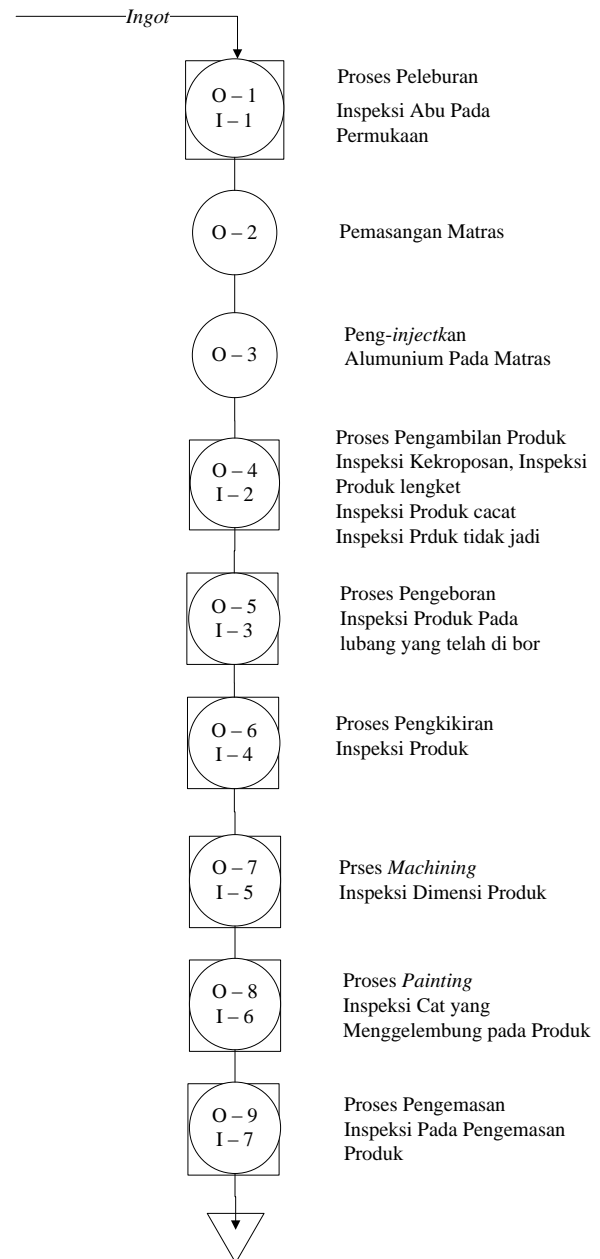 Ingot
O – 1
I – 1
Proses Peleburan
Inspeksi Abu Pada
Permukaan
O – 2
Pemasangan Matras
O – 3
Peng-injectkan
Alumunium Pada Matras
O – 4
I – 2
Proses Pengambilan Produk
Inspeksi Kekroposan, Inspeksi
Produk lengket
Inspeksi Produk cacat
Inspeksi Prduk tidak jadi
O – 5
I – 3
Proses Pengeboran
Inspeksi Produk Pada
lubang yang telah di bor
O – 6
I – 4
Proses Pengkikiran
Inspeksi Produk
O – 7
I – 5
Prses Machining
Inspeksi Dimensi Produk
O – 8
I – 6
Proses Painting
Inspeksi Cat yang
Menggelembung pada Produk
O – 9
I – 7
Proses Pengemasan
Inspeksi Pada Pengemasan
Produk